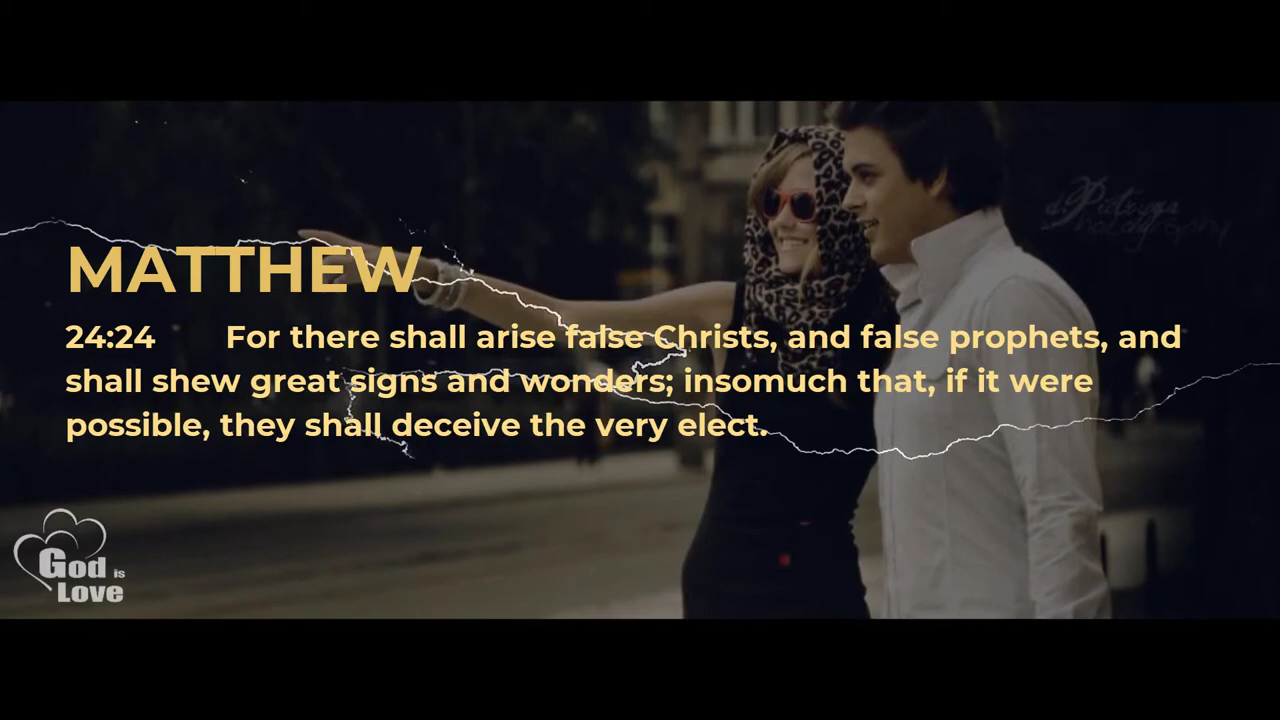 MATTHEW
24:24 For there shall arise false Christs, and false prophets, and
shall shew great signs and wonders; insomuch that, if it were
possible, they shall deceive the very elect.
God is
Love